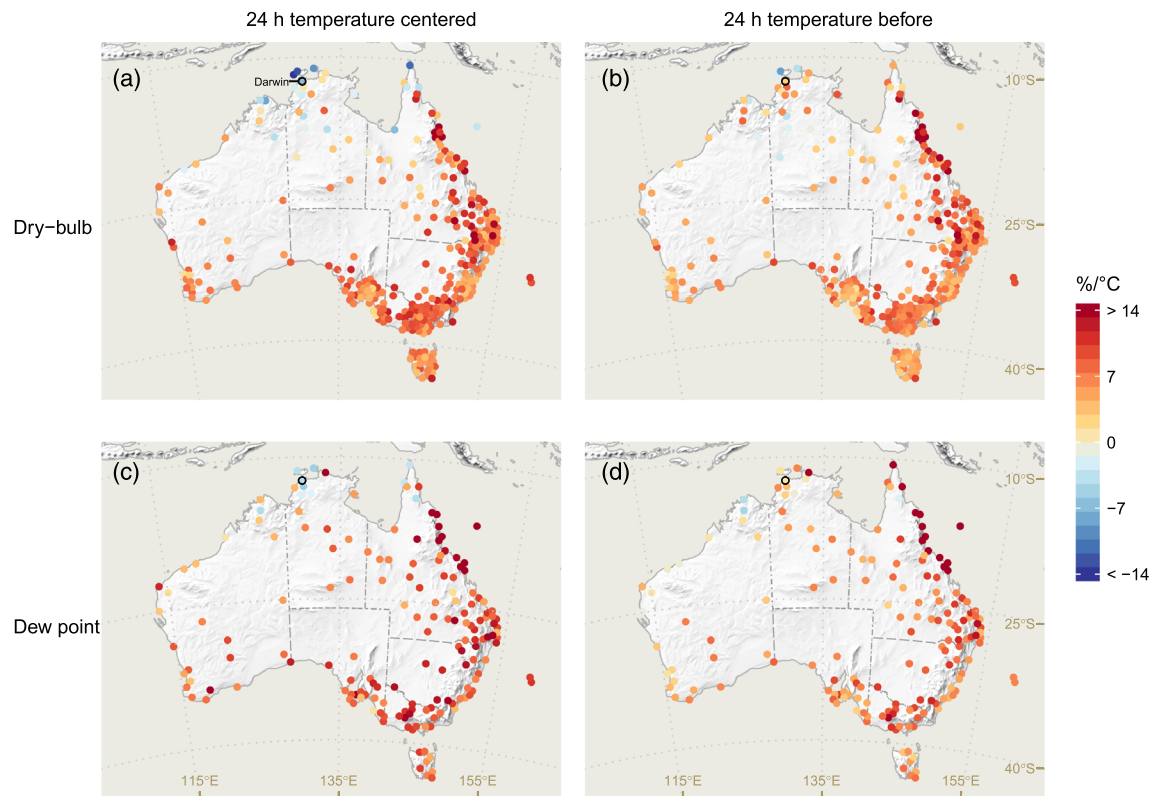 24 h temperature centered
24 h temperature before
(a)
Darwin
(b)
10°S
Dry−bulb
25°S
40°S
%/°C
> 14
7
0
−7
< −14
(c)
(d)
10°S
Dew point
25°S
40°S
115°E
135°E
155°E
115°E
135°E
155°E